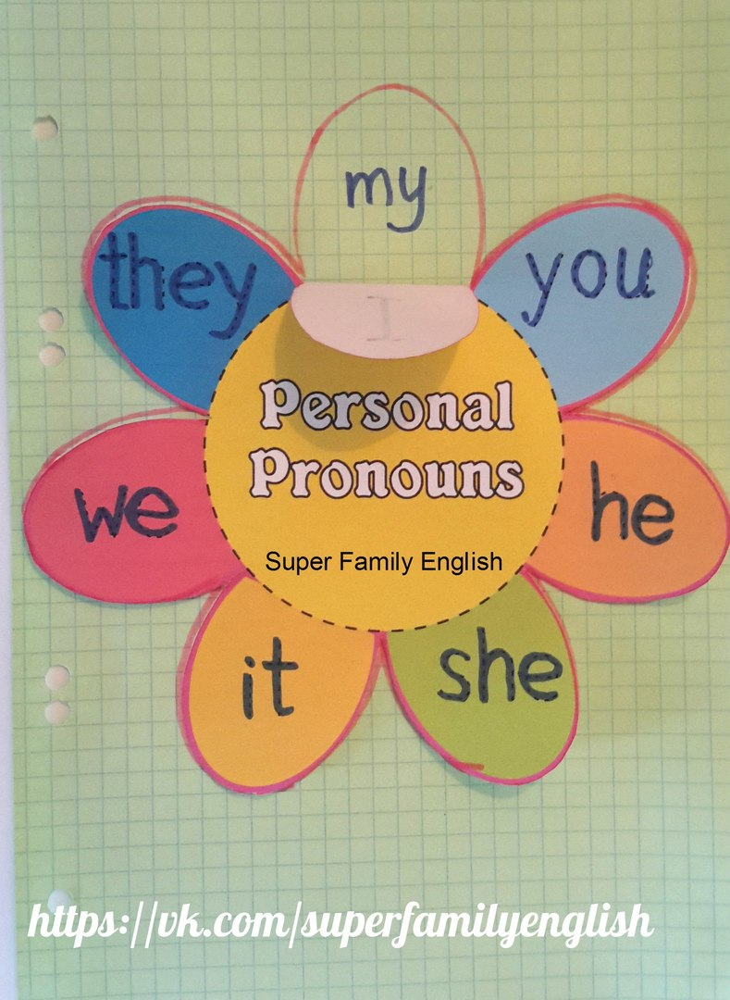 my
they
you
I
Personal
Pronouns
we
he
Super Family English
it
she
https://vk.com/superfamilyenglish